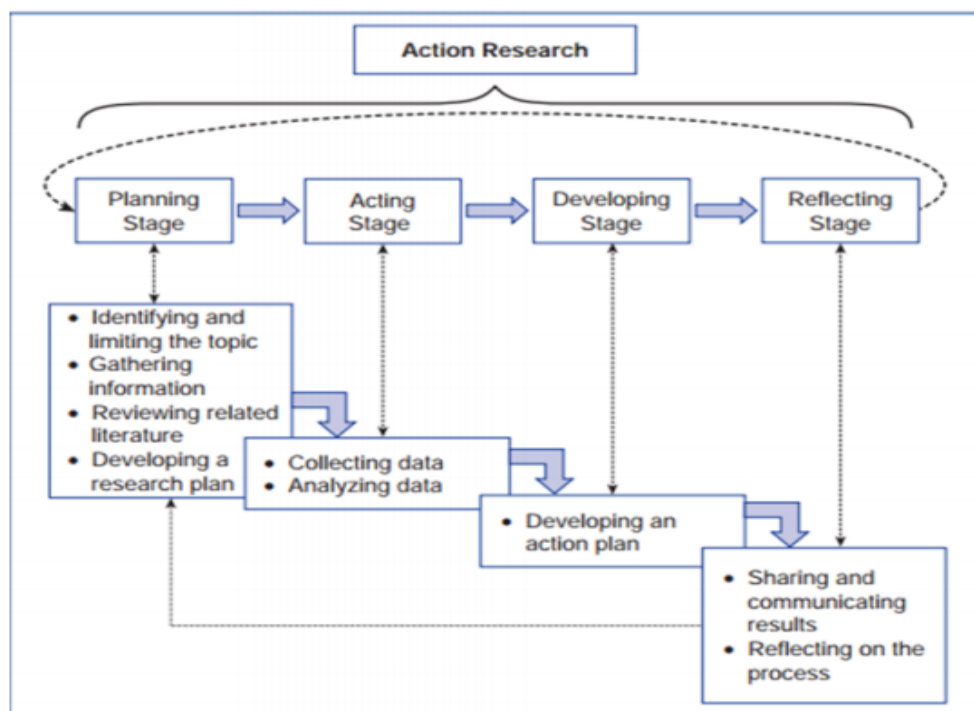 Action Research
Planning
Stage
Acting
Stage
Developing
Stage
Reflecting
Stage
• Identifying and
limiting the topic
• Gathering
information
• Reviewing related
literature
• Developing a
research plan
• Collecting data
• Analyzing data
• Developing an
action plan
• Sharing and
communicating
results
• Reflecting on the
process